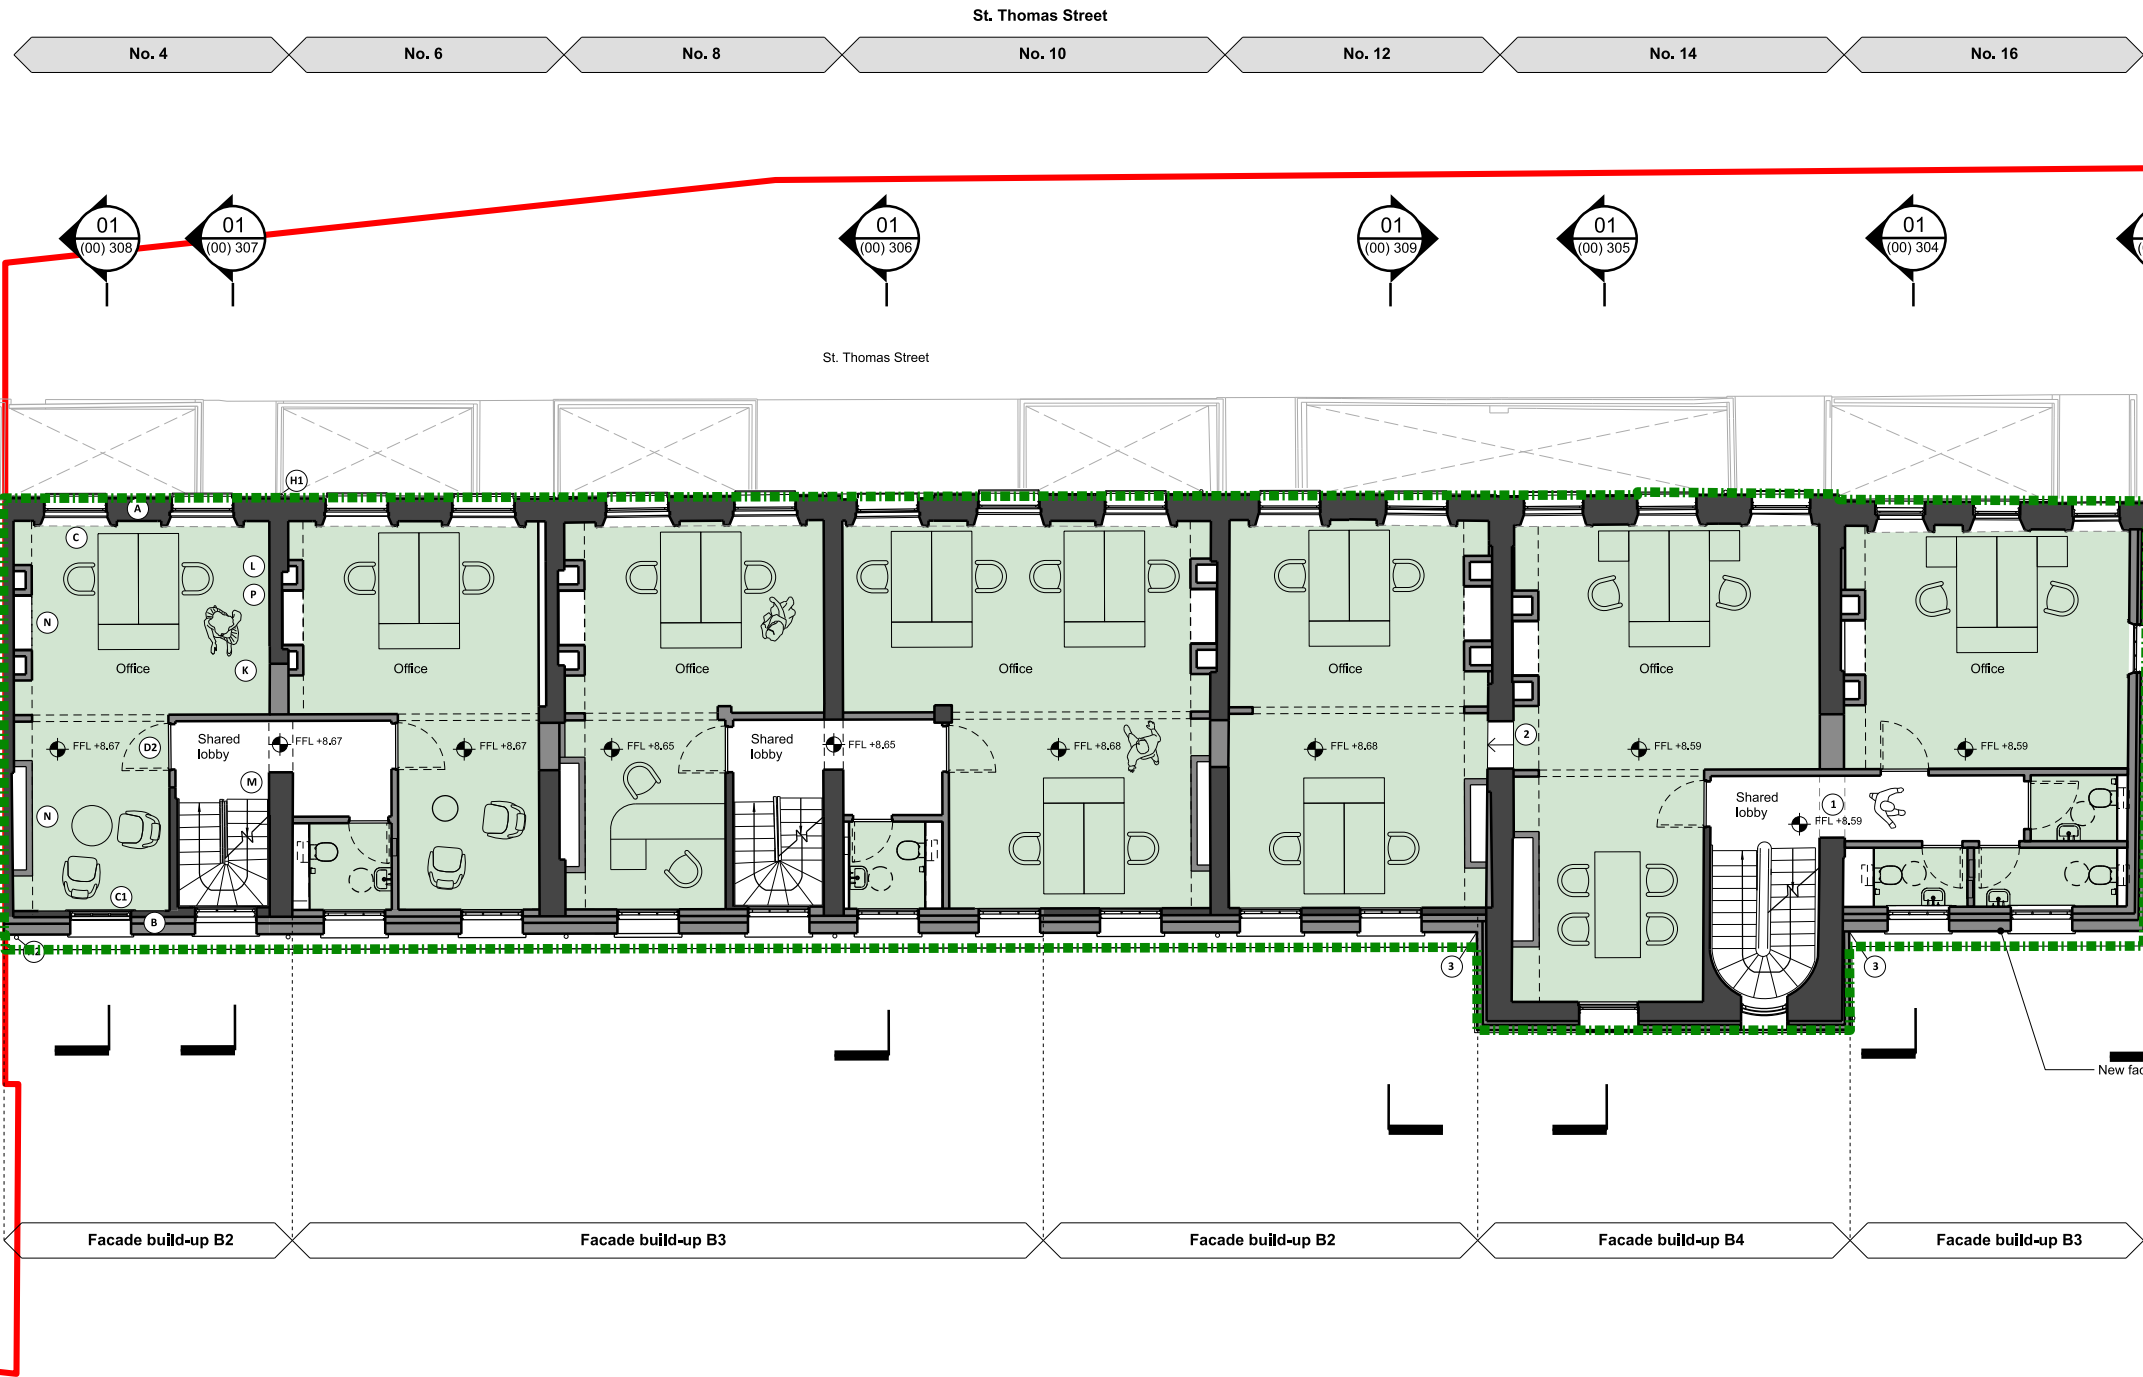 St. Thomas Street
No. 4
No. 6
No. 8
No. 10
No. 12
No. 14
No. 16
01
(00) 308
01
(00) 307
01
(00) 306
01
(00) 309
01
(00) 305
01
(00) 304
St. Thomas Street
H1
A
C
L
P
N
K
Office
Office
Office
Office
Office
Office
Office
FFL +8.67
D2
Shared
lobby
FFL +8.67
FFL +8.67
FFL +8.65
Shared
lobby
FFL +8.65
FFL +8.68
FFL +8.68
2
FFL +8.59
FFL +8.59
M
N
Shared
lobby
1
FFL +8.59
C1
B
3
3
New fac
Facade build-up B2
Facade build-up B3
Facade build-up B2
Facade build-up B4
Facade build-up B3